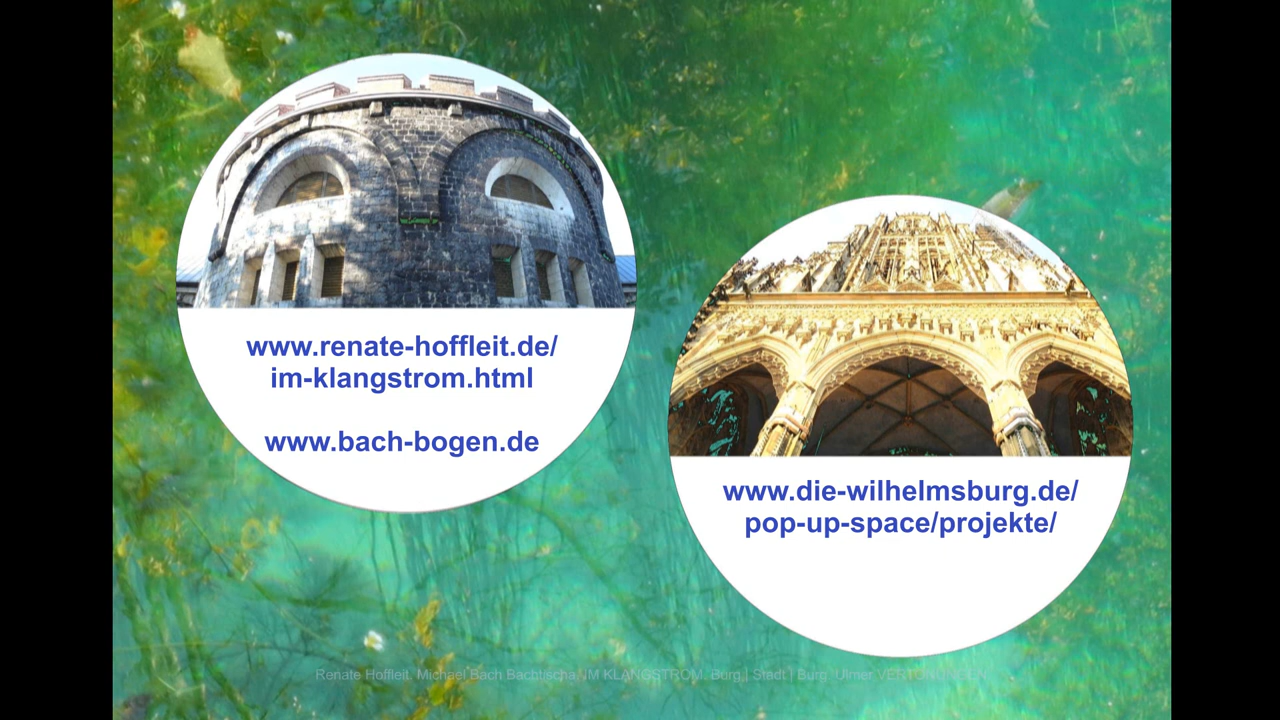 www.renate-hoffleit.de/
im-klangstrom.html
www.bach-bogen.de
www.die-wilhelmsburg.de/
pop-up-space/projekte/
Renate Hoffleit. Michael Bach Bachtischa IM KLANGSTROM. Burg | Stadt | Burg. Ulmer VERTONUNGEN